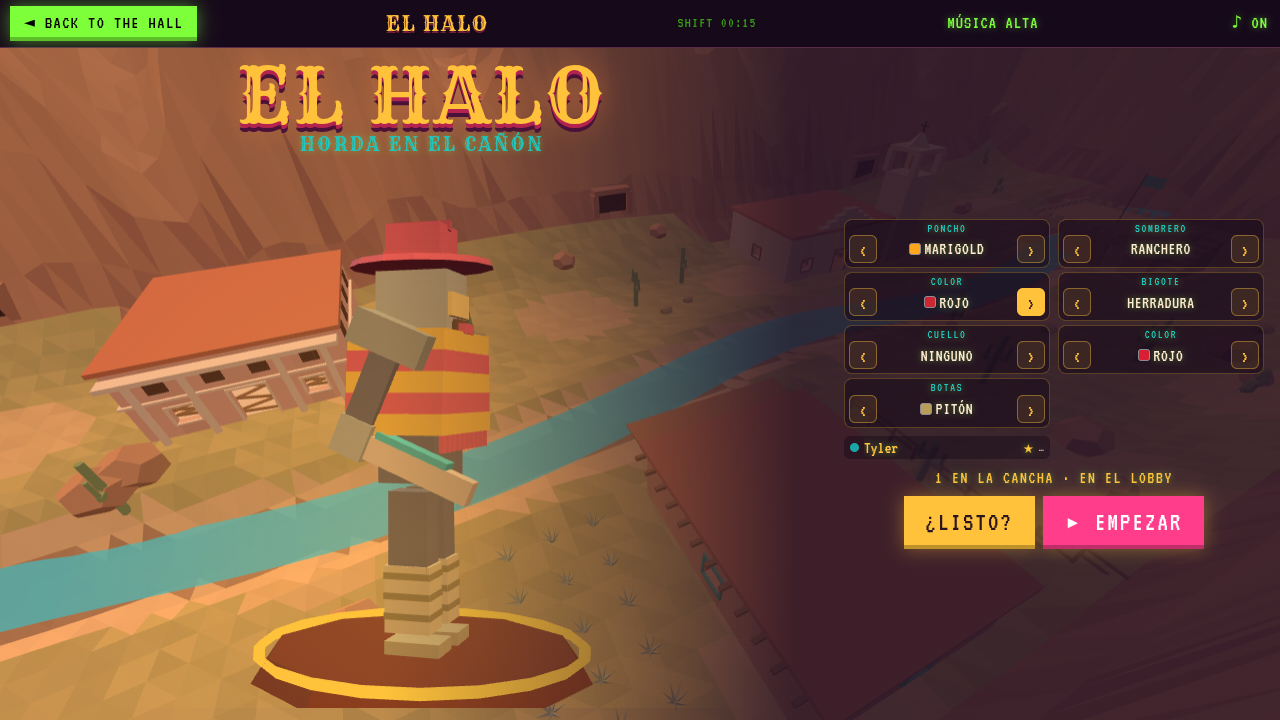 ◄ BACK TO THE HALL
EL HALO
SHIFT 00:15
MÚSICA ALTA
♪ ON
EL HALO
HORDA EN EL CAÑÓN
PONCHO
‹ MARIGOLD ›
SOMBRERO
‹ RANCHERO ›
COLOR
‹ ROJO ›
BIGOTE
‹ HERRADURA ›
CUELLO
‹ NINGUNO ›
COLOR
‹ ROJO ›
BOTAS
‹ PITÓN ›
Tyler ★ –
1 EN LA CANCHA · EN EL LOBBY
¿LISTO?
► EMPEZAR